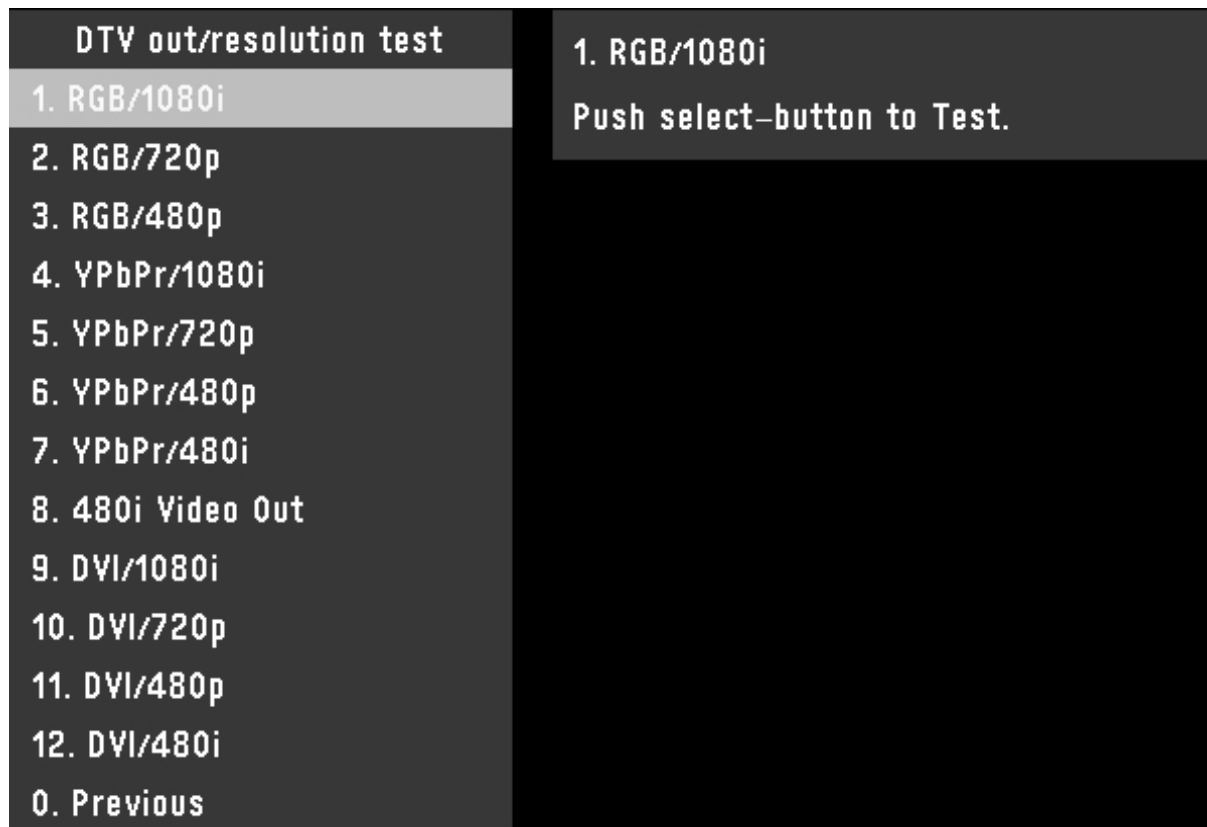 DTV out/resolution test
1. RGB/1080i
2. RGB/720p
3. RGB/480p
4. YPbPr/1080i
5. YPbPr/720p
6. YPbPr/480p
7. YPbPr/480i
8. 480i Video Out
9. DVI/1080i
10. DVI/720p
11. DVI/480p
12. DVI/480i
0. Previous
1. RGB/1080i
Push select-button to Test.